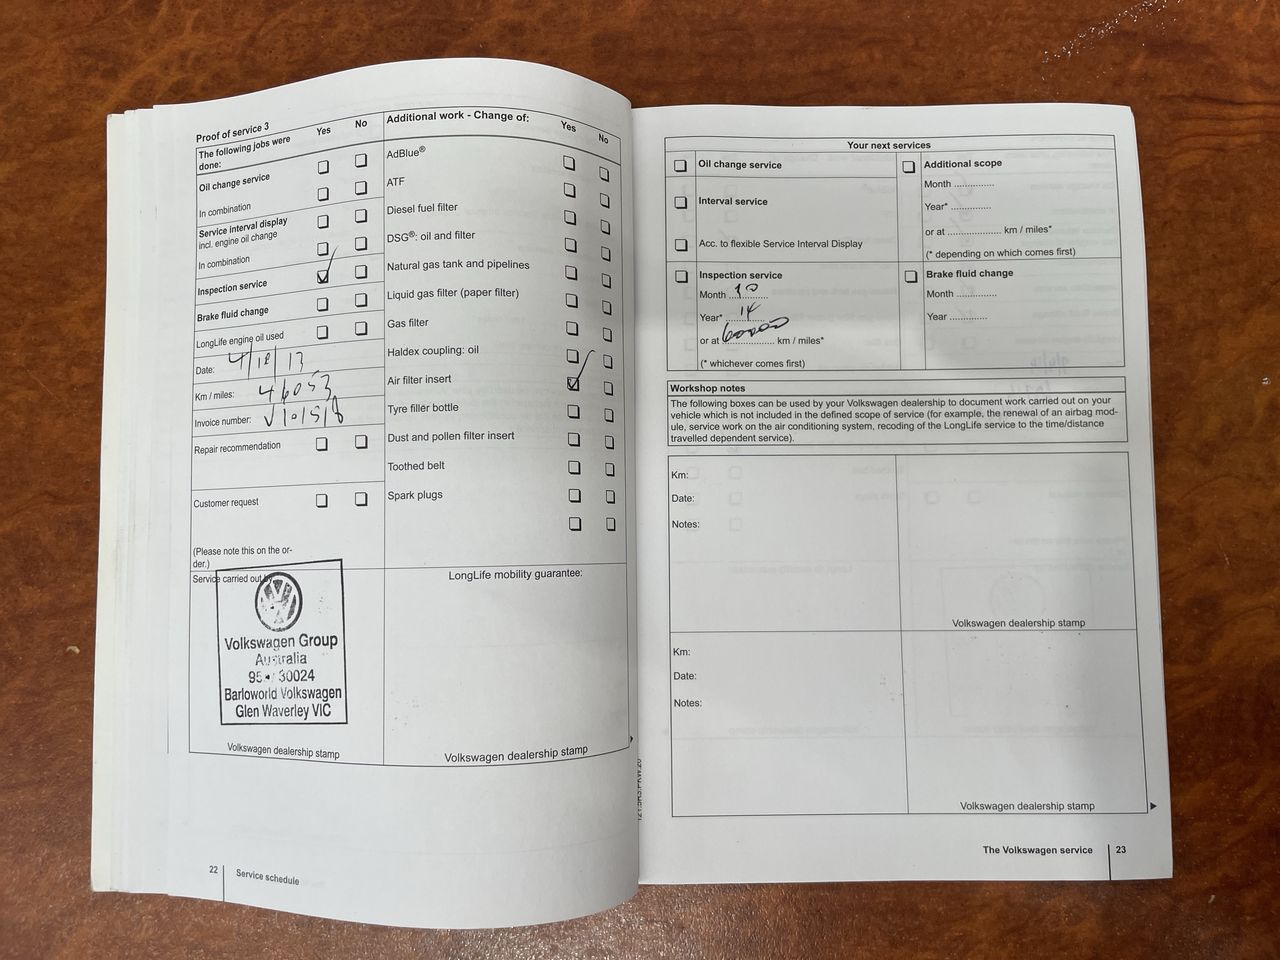 Proof of service 3
The following jobs were done:
Yes No
Oil change service
In combination
Service interval display
incl. engine oil change
In combination
Inspection service
Brake fluid change
LongLife engine oil used
Date: 4/10/13
Km / miles: 46053
Invoice number:
Repair recommendation
Customer request
(Please note this on the or-
der.)
Service carried out by
Volkswagen Group
Australia
30024
Barloworld Volkswagen
Glen Waverley VIC
Volkswagen dealership stamp
Additional work - Change of:
Yes No
AdBlue®
ATF
Diesel fuel filter
DSG®: oil and filter
Natural gas tank and pipelines
Liquid gas filter (paper filter)
Gas filter
Haldex coupling: oil
Air filter insert
Tyre filler bottle
Dust and pollen filter insert
Toothed belt
Spark plugs
LongLife mobility guarantee:
Volkswagen dealership stamp
22
Service schedule
Your next services
Oil change service
Interval service
Acc. to flexible Service Interval Display
Additional scope
Month ..............
Year* ..............
or at .................... km / miles*
(* depending on which comes first)
Inspection service
Month 10
Year* 14
or at 60000 km / miles*
(* whichever comes first)
Brake fluid change
Month ..............
Year .............
Workshop notes
The following boxes can be used by your Volkswagen dealership to document work carried out on your
vehicle which is not included in the defined scope of service (for example, the renewal of an airbag mod-
ule, service work on the air conditioning system, recoding of the LongLife service to the time/distance
travelled dependent service).
Km:
Date:
Notes:
Volkswagen dealership stamp
Km:
Date:
Notes:
Volkswagen dealership stamp
The Volkswagen service
23